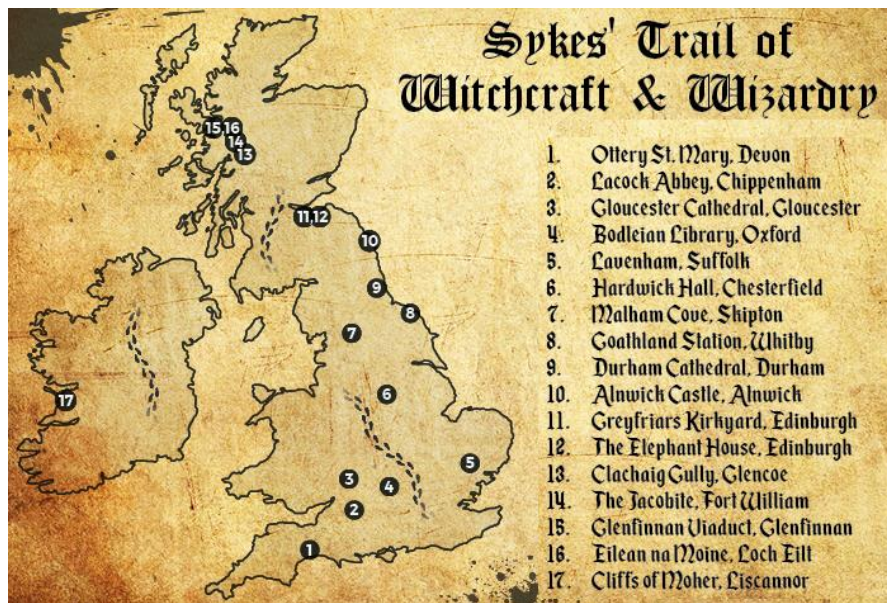 Sykes' Trail of
Witchcraft & Wizardry
1. Ottery St. Mary, Devon
2. Lacock Abbey, Chippenham
3. Gloucester Cathedral, Gloucester
4. Bodleian Library, Oxford
5. Lavenham, Suffolk
6. Hardwick Hall, Chesterfield
7. Malham Cove, Skipton
8. Goathland Station, Whitby
9. Durham Cathedral, Durham
10. Alnwick Castle, Alnwick
11. Greyfriars Kirkyard, Edinburgh
12. The Elephant House, Edinburgh
13. Clachaig Gully, Glencoe
14. The Jacobite, Fort William
15. Glenfinnan Viaduct, Glenfinnan
16. Eilean na Moine, Loch Eilt
17. Cliffs of Moher, Liscannor
15 16
14
13
11 12
10
9
8
7
17
6
5
3
4
2
1